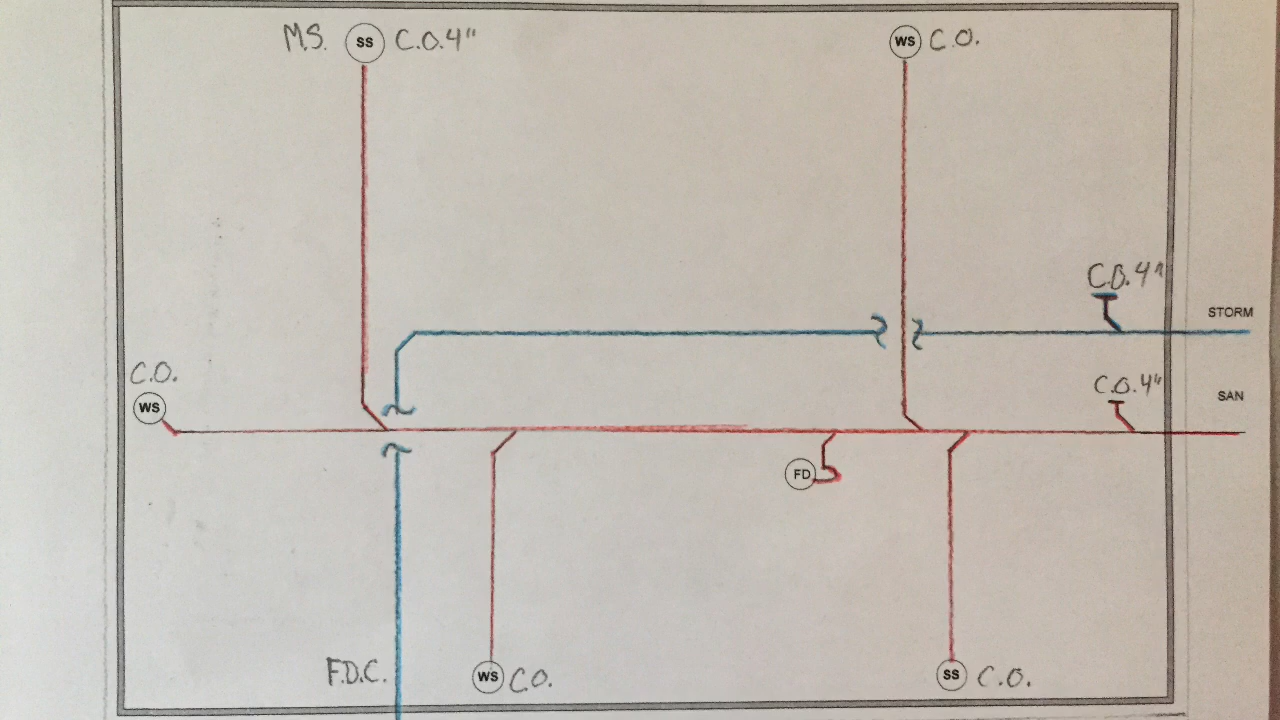 M.S. SS C.O.4"
WS C.O.
C.O.4"
STORM
C.O.
WS
C.O.4"
SAN
FD
F.D.C.
WS C.O.
SS C.O.